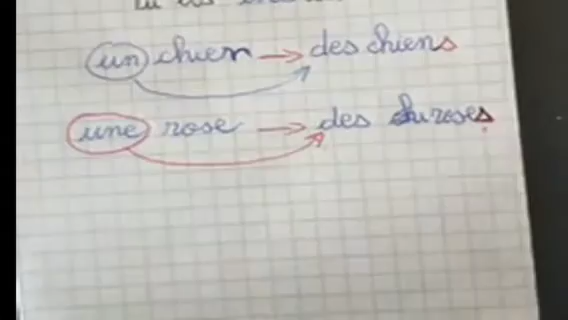 un chien → des chiens
une rose → des roses